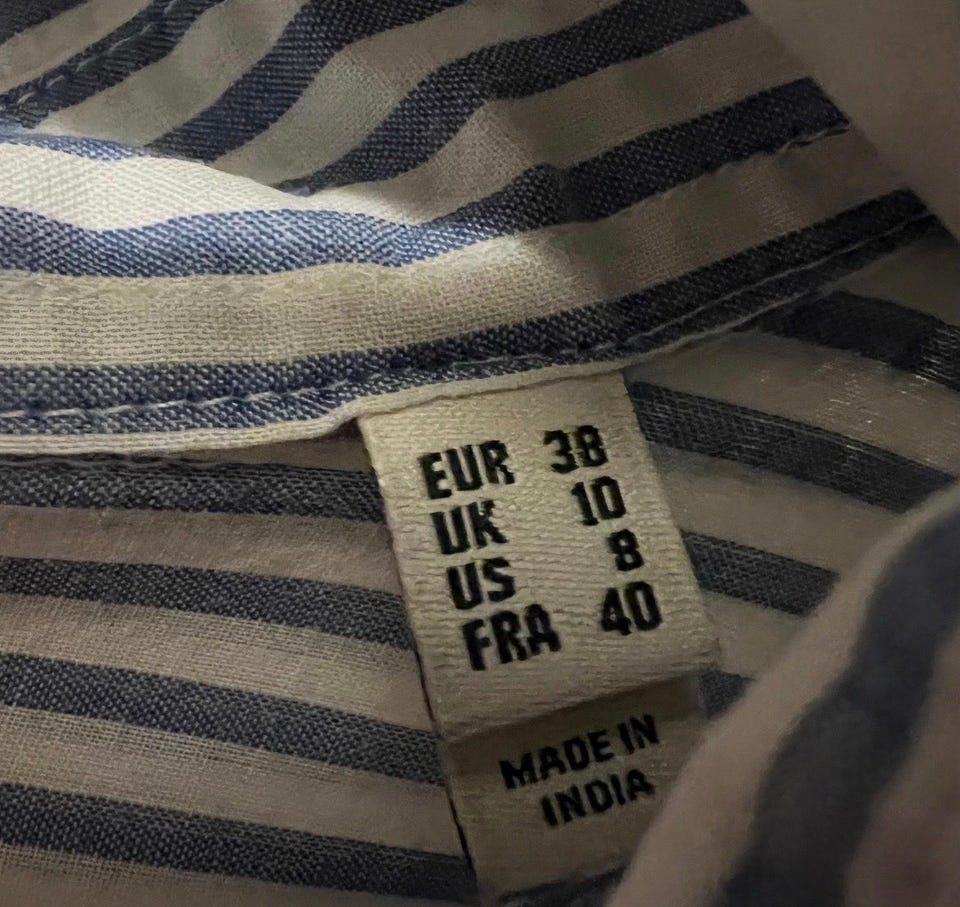 EUR 38
UK 10
US 8
FRA 40
MADE IN
INDIA